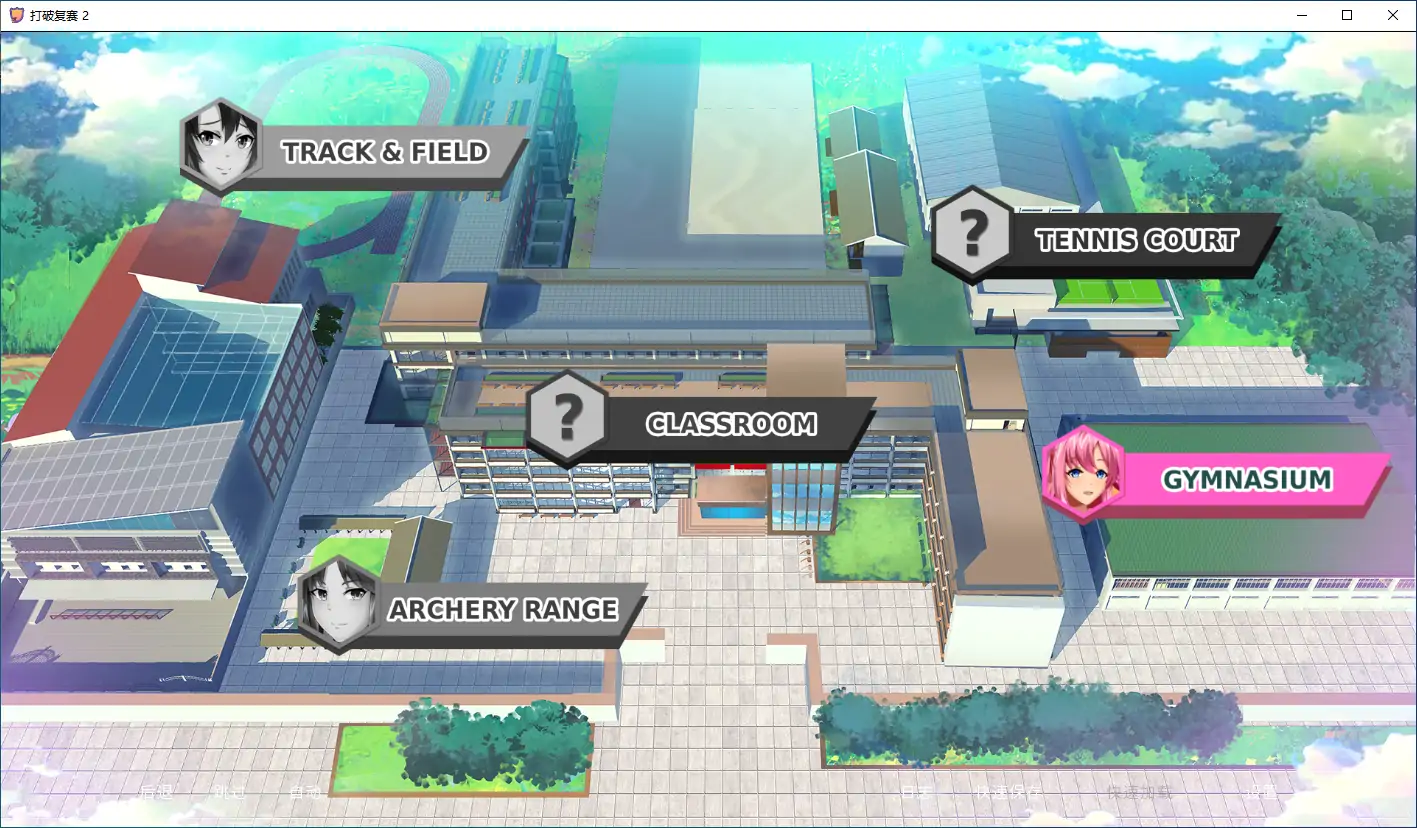 打破复赛 2
TRACK & FIELD
?
TENNIS COURT
?
CLASSROOM
GYMNASIUM
ARCHERY RANGE
后退 跳过 自动 日志 快速保存 快速加载 设置